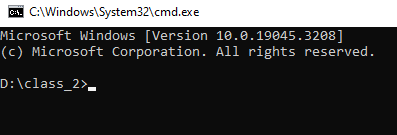 C:\Windows\System32\cmd.exe
Microsoft Windows [Version 10.0.19045.3208]
(c) Microsoft Corporation. All rights reserved.
D:\class_2>